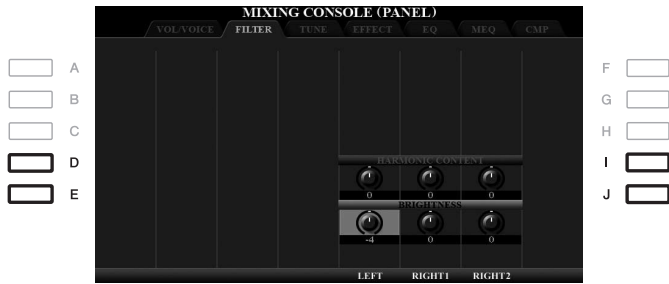 MIXING CONSOLE (PANEL)
VOL/VOICE FILTER TUNE EFFECT EQ MEQ CMP
A F
B G
C H
D I
E J
HARMONIC CONTENT
0 0 0
BRIGHTNESS
-4 0 0
LEFT RIGHT1 RIGHT2